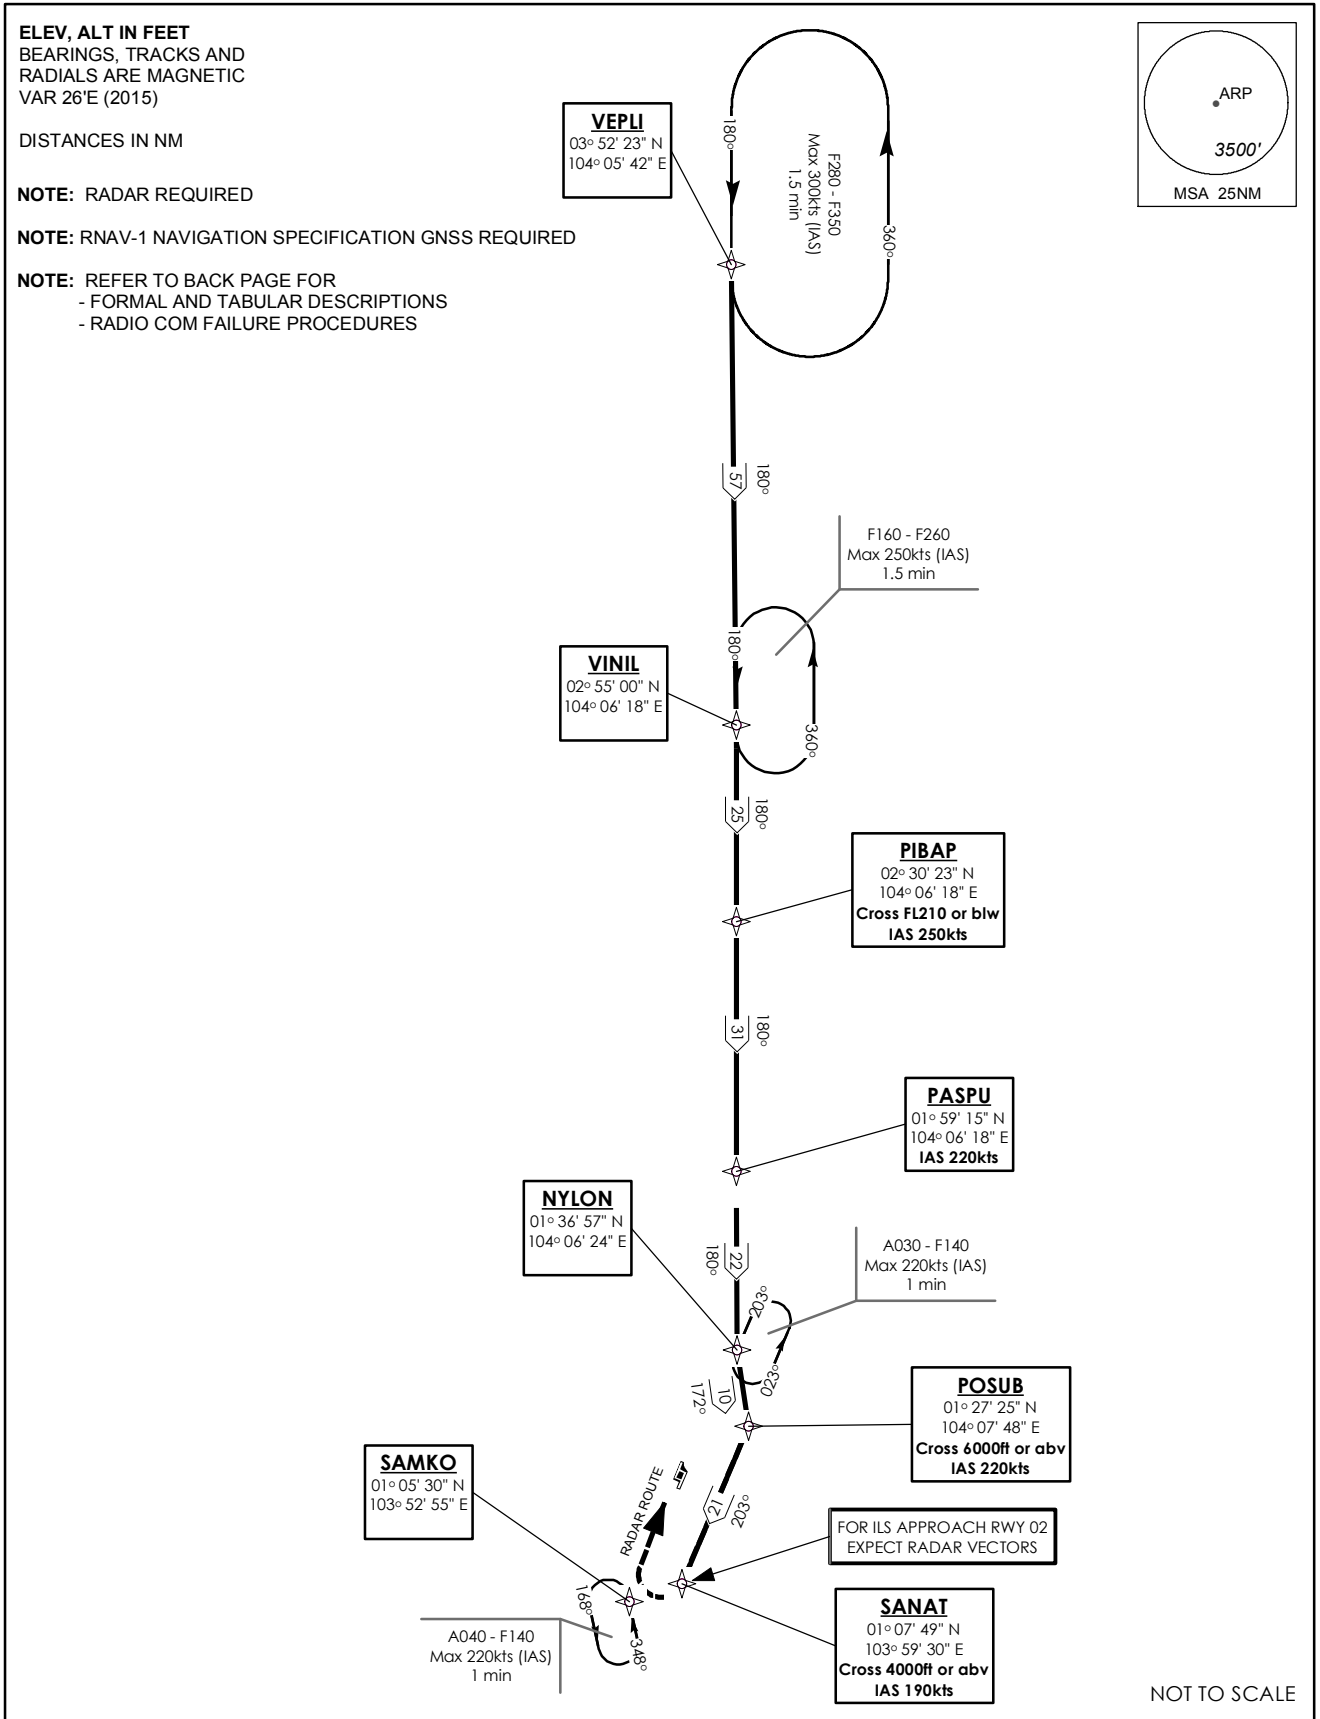 ELEV, ALT IN FEET
BEARINGS, TRACKS AND
RADIALS ARE MAGNETIC
VAR 26'E (2015)
DISTANCES IN NM
NOTE: RADAR REQUIRED
NOTE: RNAV-1 NAVIGATION SPECIFICATION GNSS REQUIRED
NOTE: REFER TO BACK PAGE FOR
- FORMAL AND TABULAR DESCRIPTIONS
- RADIO COM FAILURE PROCEDURES
ARP
3500'
MSA 25NM
VEPLI
03° 52' 23" N
104° 05' 42" E
180°
F280 - F350
Max 300kts (IAS)
1.5 min
360°
57
180°
F160 - F260
Max 250kts (IAS)
1.5 min
180°
360°
VINIL
02° 55' 00" N
104° 06' 18" E
25
180°
PIBAP
02° 30' 23" N
104° 06' 18" E
Cross FL210 or blw
IAS 250kts
31
180°
PASPU
01° 59' 15" N
104° 06' 18" E
IAS 220kts
NYLON
01° 36' 57" N
104° 06' 24" E
22
180°
A030 - F140
Max 220kts (IAS)
1 min
203°
023°
10
172°
POSUB
01° 27' 25" N
104° 07' 48" E
Cross 6000ft or abv
IAS 220kts
SAMKO
01° 05' 30" N
103° 52' 55" E
RADAR ROUTE
21
203°
FOR ILS APPROACH RWY 02
EXPECT RADAR VECTORS
168°
348°
A040 - F140
Max 220kts (IAS)
1 min
SANAT
01° 07' 49" N
103° 59' 30" E
Cross 4000ft or abv
IAS 190kts
NOT TO SCALE